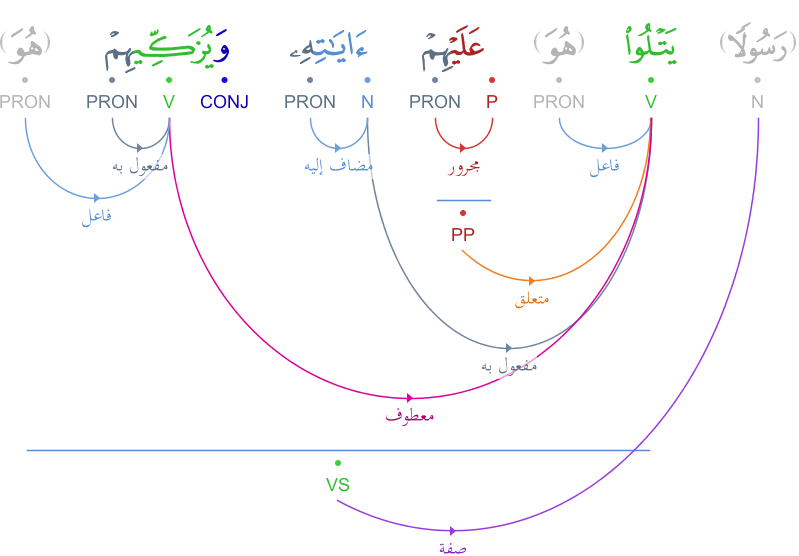 (رَسُولًا) يَتْلُوا۟ (هُوَ) عَلَيْهِمْ ءَايَـٰتِهِۦ وَيُزَكِّيهِمْ (هُوَ)
N V PRON P PRON N PRON CONJ V PRON PRON
فاعل مجرور مضاف إليه مفعول به
فاعل
PP
متعلق
مفعول به
معطوف
VS
صفة